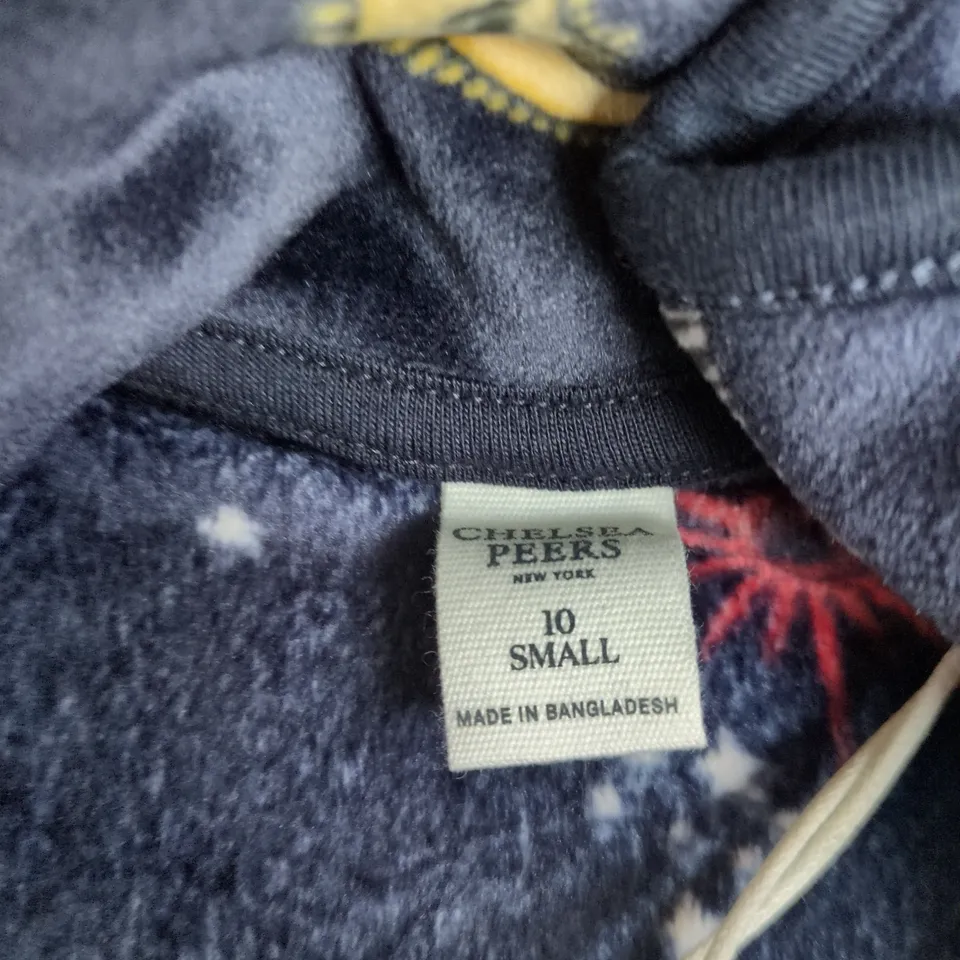 CHELSEA
PEERS
NEW YORK
10
SMALL
MADE IN BANGLADESH